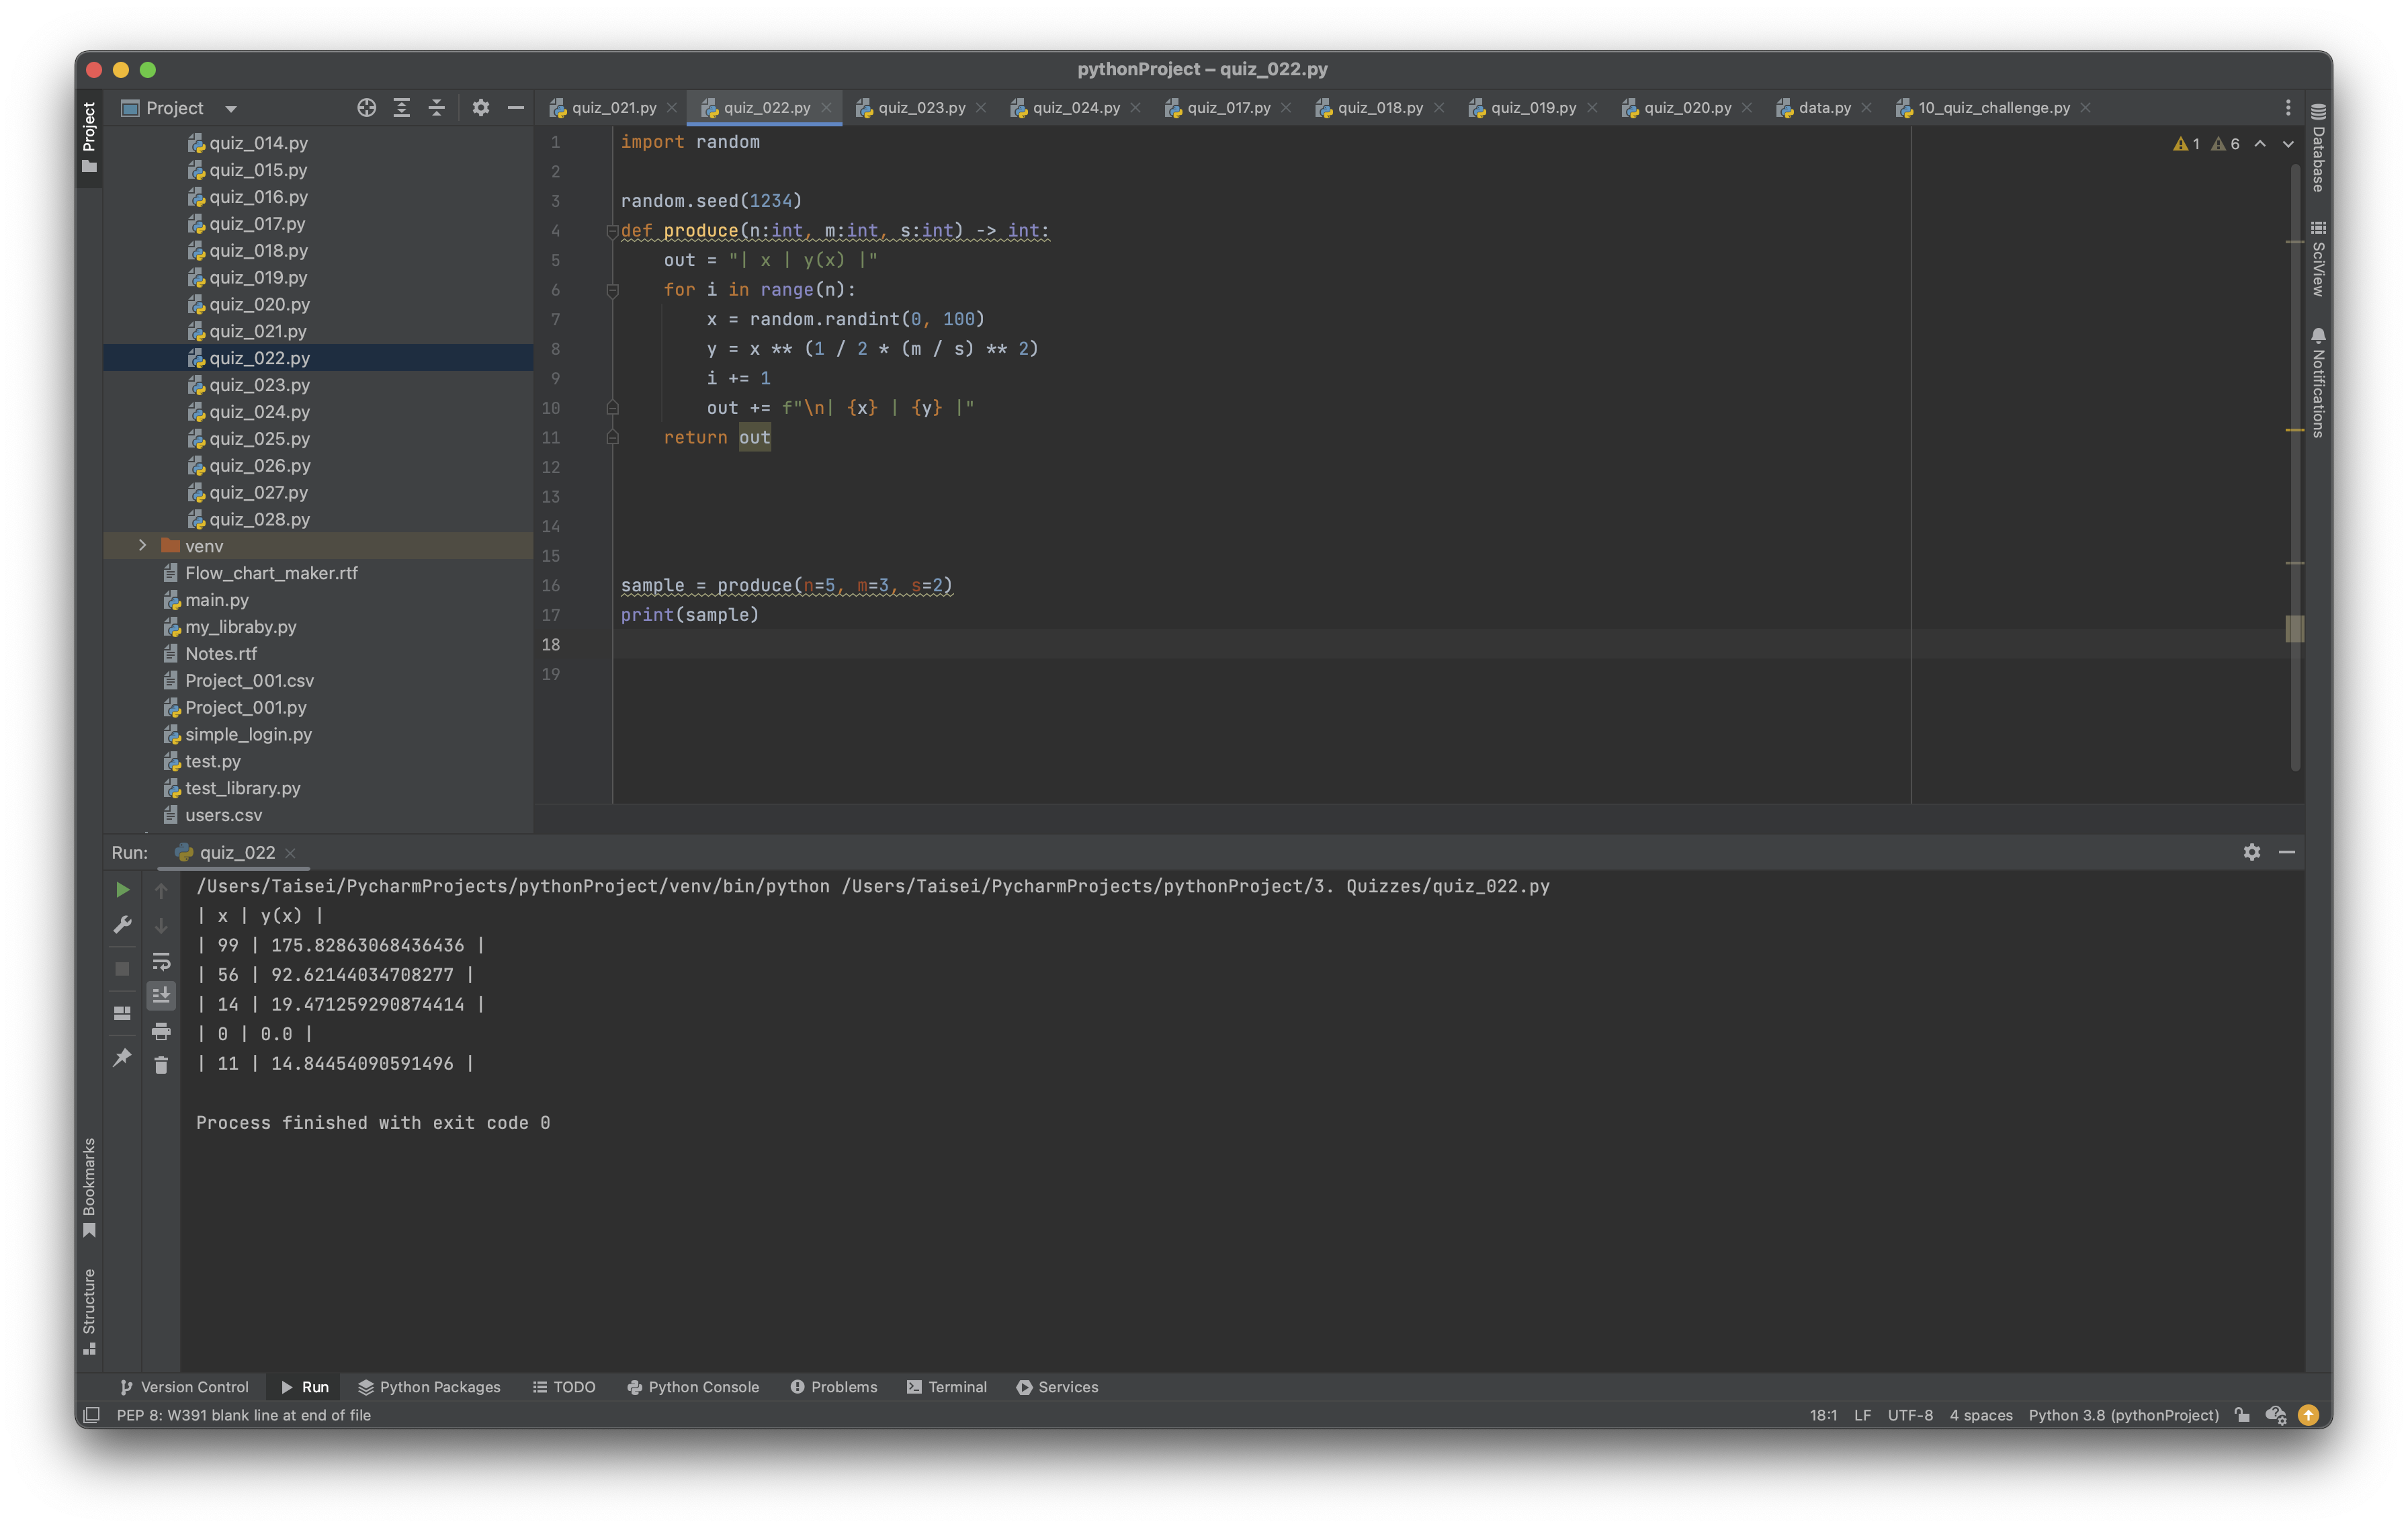 pythonProject – quiz_022.py
Project
quiz_021.py quiz_022.py quiz_023.py quiz_024.py quiz_017.py quiz_018.py quiz_019.py quiz_020.py data.py 10_quiz_challenge.py
Project
quiz_014.py
quiz_015.py
quiz_016.py
quiz_017.py
quiz_018.py
quiz_019.py
quiz_020.py
quiz_021.py
quiz_022.py
quiz_023.py
quiz_024.py
quiz_025.py
quiz_026.py
quiz_027.py
quiz_028.py
venv
Flow_chart_maker.rtf
main.py
my_libraby.py
Notes.rtf
Project_001.csv
Project_001.py
simple_login.py
test.py
test_library.py
users.csv
1 import random
2
3 random.seed(1234)
4 def produce(n:int, m:int, s:int) -> int:
5 out = "| x | y(x) |"
6 for i in range(n):
7 x = random.randint(0, 100)
8 y = x ** (1 / 2 * (m / s) ** 2)
9 i += 1
10 out += f"\n| {x} | {y} |"
11 return out
12
13
14
15
16 sample = produce(n=5, m=3, s=2)
17 print(sample)
18
19
1 6
Database
SciView
Notifications
Run: quiz_022
/Users/Taisei/PycharmProjects/pythonProject/venv/bin/python /Users/Taisei/PycharmProjects/pythonProject/3. Quizzes/quiz_022.py
| x | y(x) |
| 99 | 175.82863068436436 |
| 56 | 92.62144034708277 |
| 14 | 19.471259290874414 |
| 0 | 0.0 |
| 11 | 14.84454090591496 |
Process finished with exit code 0
Bookmarks
Structure
Version Control Run Python Packages TODO Python Console Problems Terminal Services
PEP 8: W391 blank line at end of file
18:1 LF UTF-8 4 spaces Python 3.8 (pythonProject)